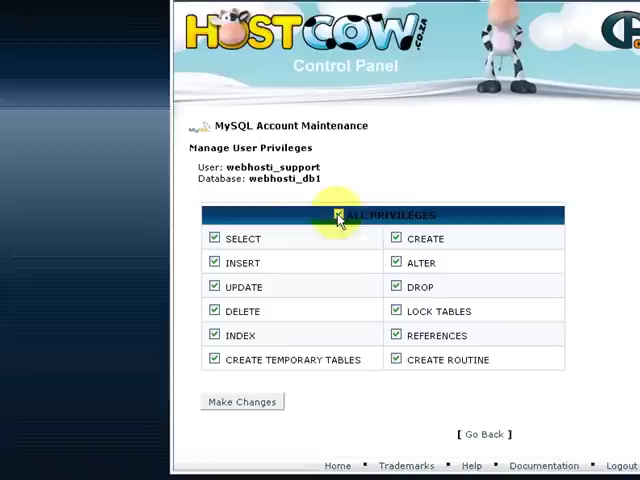 HOSTCOW.CO.ZA
Control Panel
MySQL MySQL Account Maintenance
Manage User Privileges
User: webhosti_support
Database: webhosti_db1
ALL PRIVILEGES
SELECT CREATE
INSERT ALTER
UPDATE DROP
DELETE LOCK TABLES
INDEX REFERENCES
CREATE TEMPORARY TABLES CREATE ROUTINE
Make Changes
[ Go Back ]
Home ▪ Trademarks ▪ Help ▪ Documentation ▪ Logout